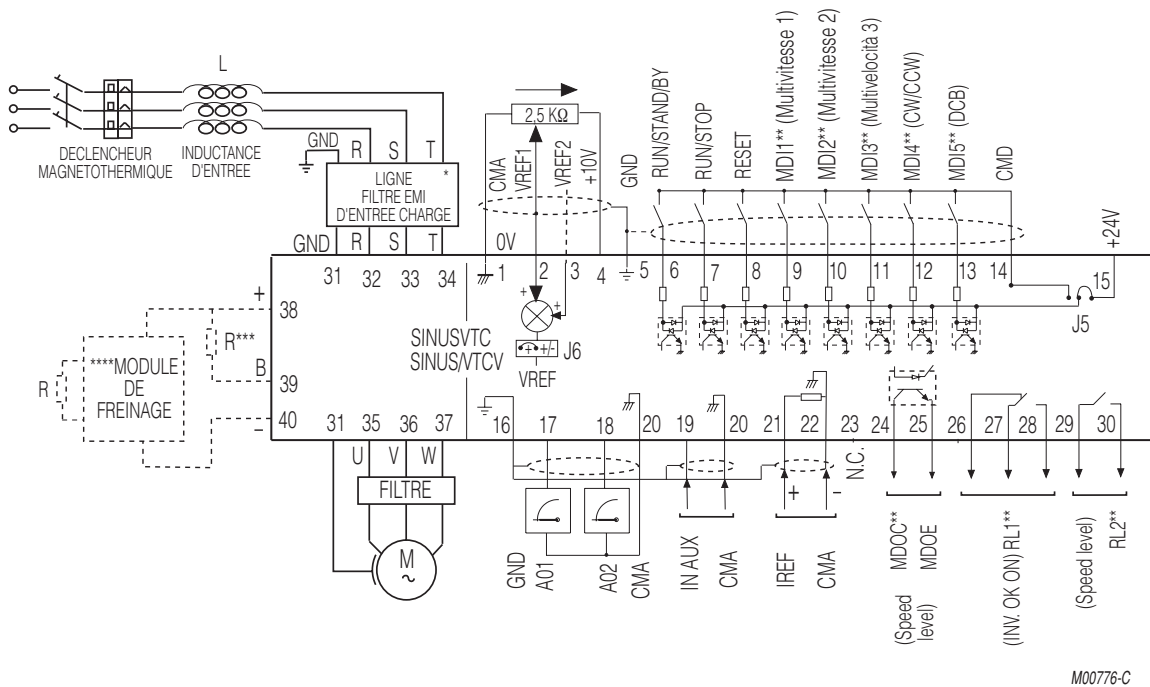 L
DECLENCHEUR
MAGNETOTHERMIQUE
INDUCTANCE
D'ENTREE
GND
R
S
T
LIGNE *
FILTRE EMI
D'ENTREE CHARGE
GND R S T
31 32 33 34
2,5 KΩ
CMA
VREF1
VREF2
+10V
GND
RUN/STAND/BY
RUN/STOP
RESET
MDI1** (Multivitesse 1)
MDI2** (Multivitesse 2)
MDI3** (Multivelocità 3)
MDI4** (CW/CCW)
MDI5** (DCB)
CMD
+24V
0V
1 2 3 4 5 6 7 8 9 10 11 12 13 14 15
+ +
+ +/-
J6
VREF
J5
SINUSVTC
SINUS/VTCV
+
38
R***
B
39
40
–
R
****MODULE
DE
FREINAGE
31 35 36 37
U V W
FILTRE
M
~
16 17 18 20 19 20 21 22 23 24 25 26 27 28 29 30
N.C.
+ –
GND
A01
A02
CMA
IN AUX
CMA
IREF
CMA
MDOC**
MDOE
(Speed
level)
(INV. OK ON) RL1**
(Speed level)
RL2**
M00776-C